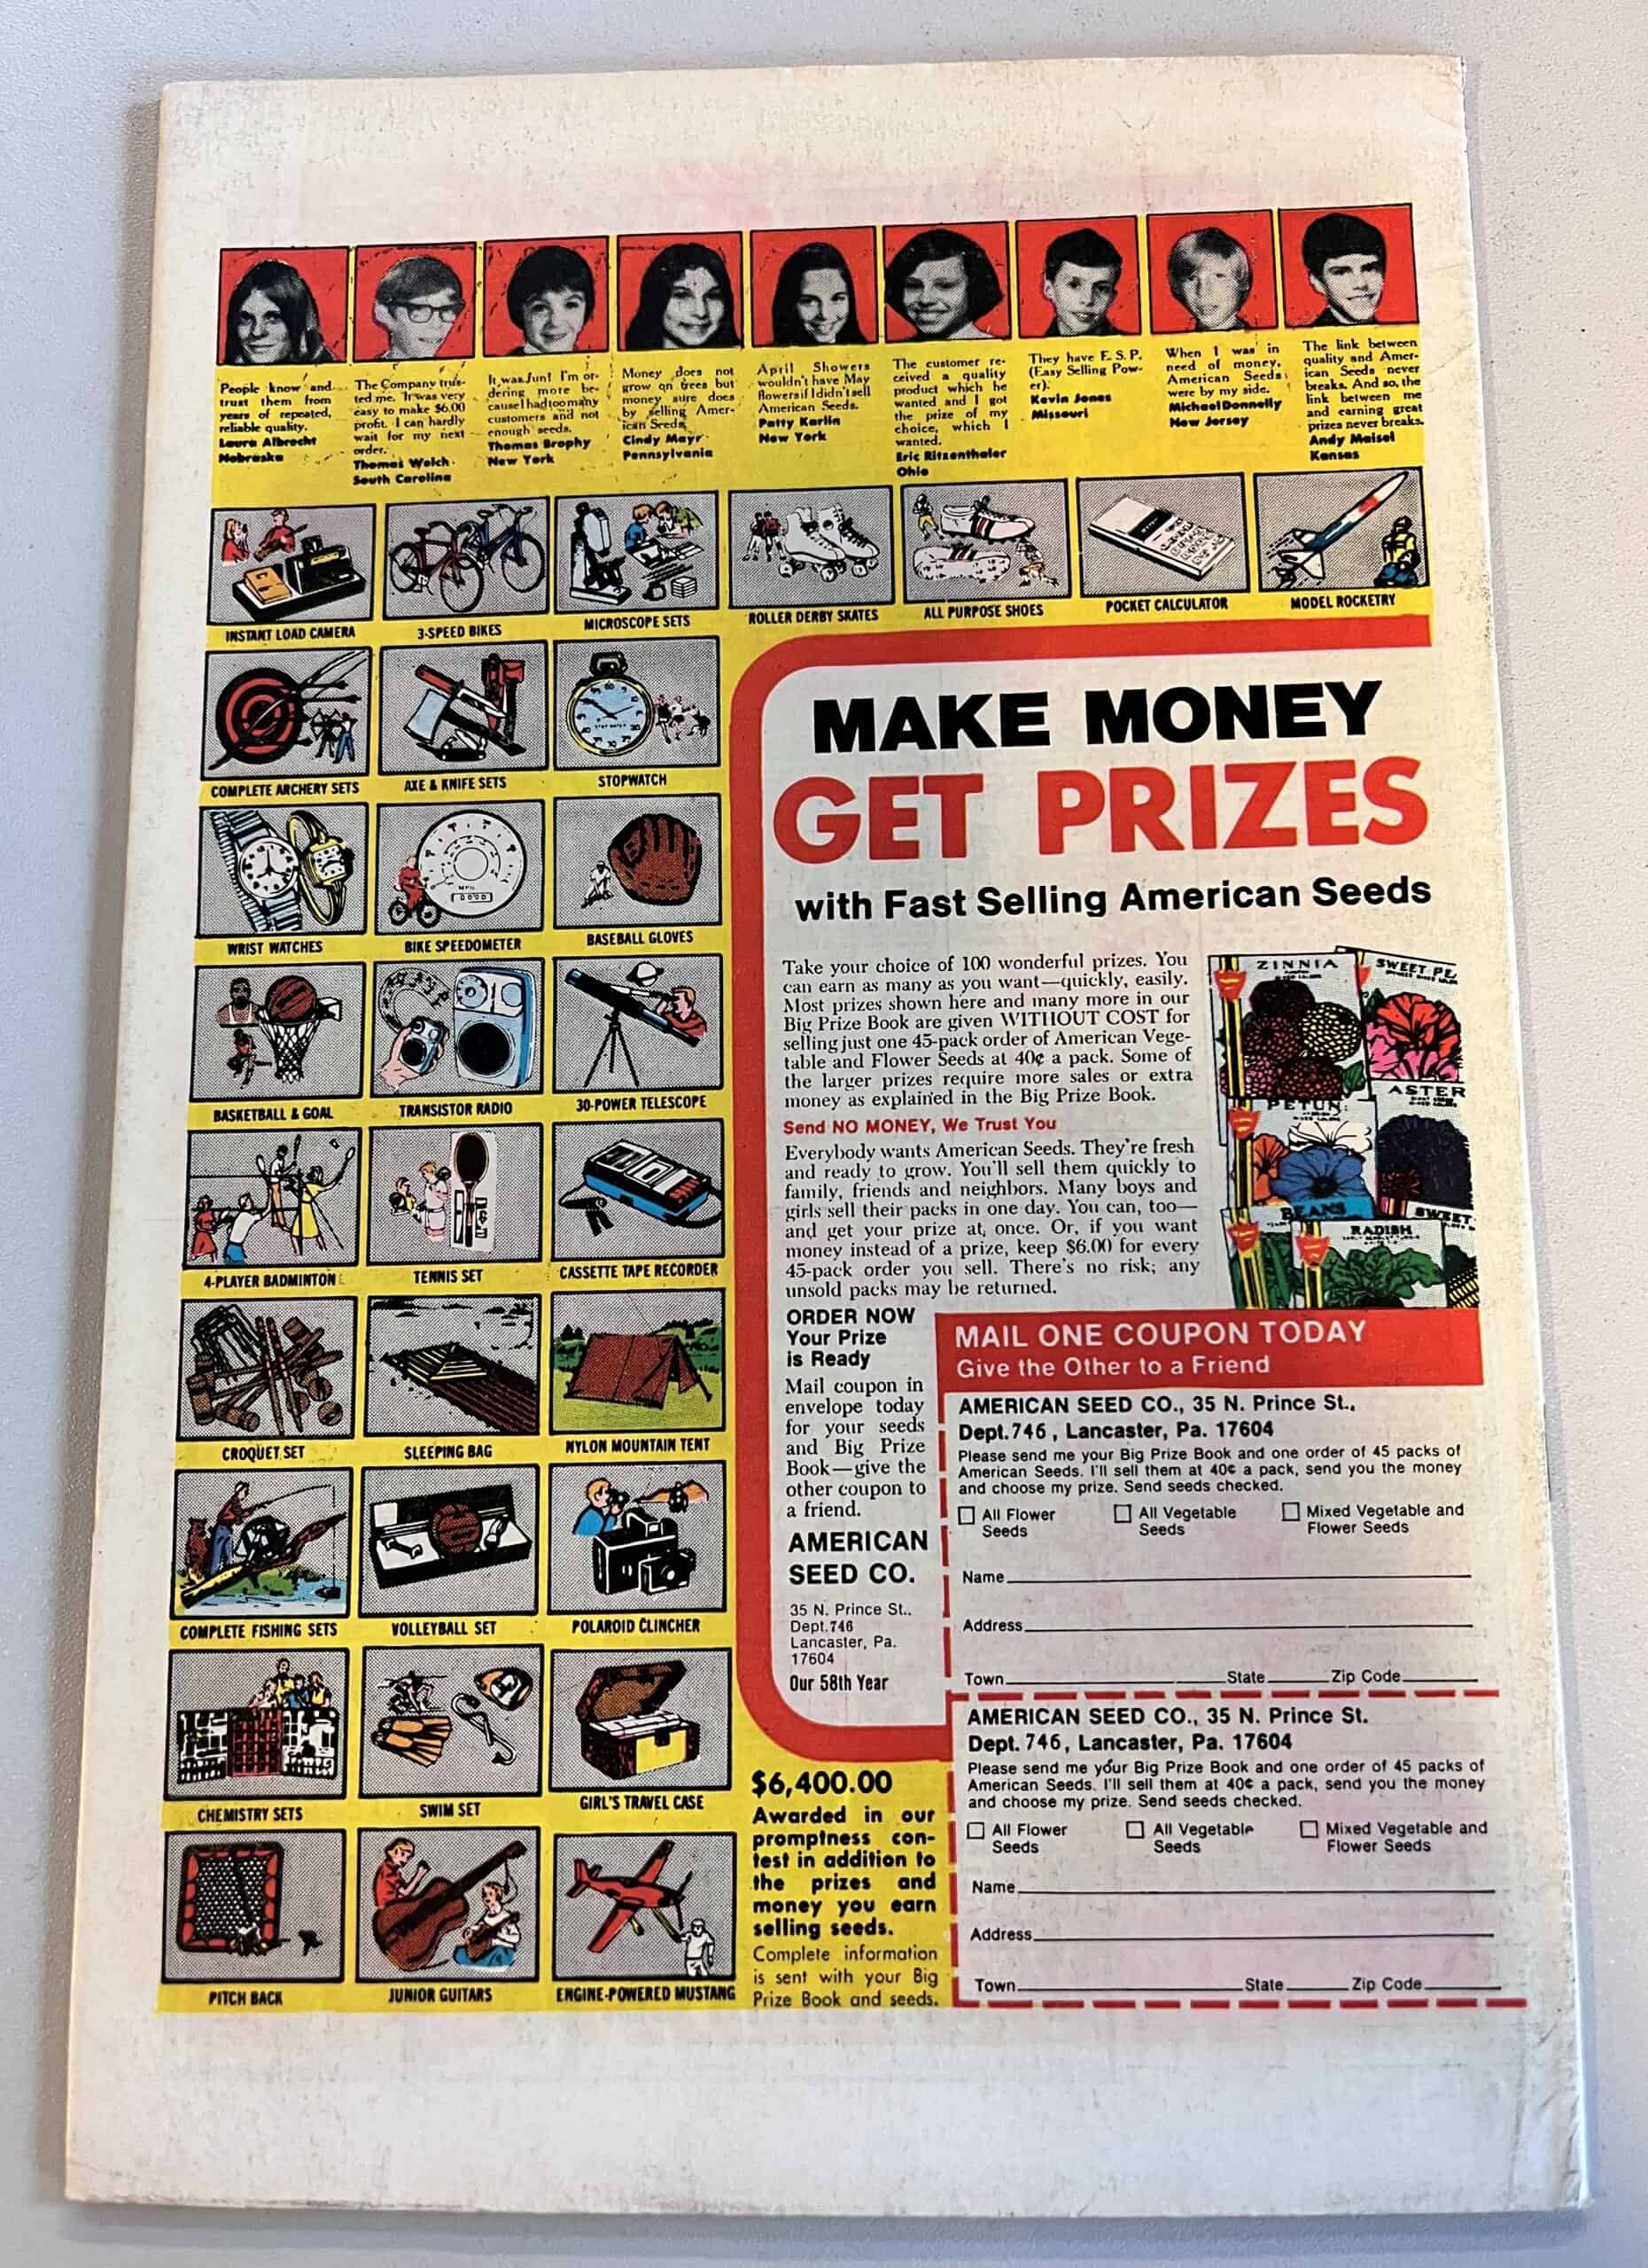 People know and
trust them from
years of repeated,
reliable quality.
Laura Albrecht
Nebraska
The Company trus-
ted me. It was very
easy to make $6.00
profit. I can hardly
wait for my next
order.
Thomas Welch
South Carolina
It was fun! I'm or-
dering more be-
cause I had too many
customers and not
enough seeds.
Thomas Brophy
New York
Money does not
grow on trees but
money sure does
by selling Amer-
ican Seeds.
Cindy Mayr
Pennsylvania
April Showers
wouldn't have May
flowers if I didn't sell
American Seeds.
Patty Karlin
New York
The customer re-
ceived a quality
product which he
wanted and I got
the prize of my
choice, which I
wanted.
Eric Ritzenthaler
Ohio
They have E.S.P.
(Easy Selling Pow-
er).
Kevin Jones
Missouri
When I was in
need of money,
American Seeds
were by my side.
Michael Donnelly
New Jersey
The link between
quality and Amer-
ican Seeds never
breaks. And so, the
link between me
and earning great
prizes never breaks.
Andy Maisel
Kansas
INSTANT LOAD CAMERA
3-SPEED BIKES
MICROSCOPE SETS
ROLLER DERBY SKATES
ALL PURPOSE SHOES
POCKET CALCULATOR
MODEL ROCKETRY
COMPLETE ARCHERY SETS
AXE & KNIFE SETS
STOPWATCH
WRIST WATCHES
MPH
BIKE SPEEDOMETER
BASEBALL GLOVES
BASKETBALL & GOAL
TRANSISTOR RADIO
30-POWER TELESCOPE
4-PLAYER BADMINTON
TENNIS SET
CASSETTE TAPE RECORDER
CROQUET SET
SLEEPING BAG
NYLON MOUNTAIN TENT
COMPLETE FISHING SETS
VOLLEYBALL SET
POLAROID CLINCHER
CHEMISTRY SETS
SWIM SET
GIRL'S TRAVEL CASE
PITCH BACK
JUNIOR GUITARS
ENGINE-POWERED MUSTANG
MAKE MONEY
GET PRIZES
with Fast Selling American Seeds
Take your choice of 100 wonderful prizes. You
can earn as many as you want—quickly, easily.
Most prizes shown here and many more in our
Big Prize Book are given WITHOUT COST for
selling just one 45-pack order of American Vege-
table and Flower Seeds at 40¢ a pack. Some of
the larger prizes require more sales or extra
money as explained in the Big Prize Book.
Send NO MONEY, We Trust You
Everybody wants American Seeds. They're fresh
and ready to grow. You'll sell them quickly to
family, friends and neighbors. Many boys and
girls sell their packs in one day. You can, too—
and get your prize at once. Or, if you want
money instead of a prize, keep $6.00 for every
45-pack order you sell. There's no risk; any
unsold packs may be returned.
ZINNIA
SWEET PE
ASTER
PETUN
BEANS
SWEET
RADISH
ORDER NOW
Your Prize
is Ready
Mail coupon in
envelope today
for your seeds
and Big Prize
Book—give the
other coupon to
a friend.
AMERICAN
SEED CO.
35 N. Prince St.,
Dept.746
Lancaster, Pa.
17604
Our 58th Year
MAIL ONE COUPON TODAY
Give the Other to a Friend
AMERICAN SEED CO., 35 N. Prince St.,
Dept.746, Lancaster, Pa. 17604
Please send me your Big Prize Book and one order of 45 packs of
American Seeds. I'll sell them at 40¢ a pack, send you the money
and choose my prize. Send seeds checked.
All Flower Seeds
All Vegetable Seeds
Mixed Vegetable and Flower Seeds
Name
Address
Town State Zip Code
AMERICAN SEED CO., 35 N. Prince St.
Dept. 746, Lancaster, Pa. 17604
Please send me your Big Prize Book and one order of 45 packs of
American Seeds. I'll sell them at 40¢ a pack, send you the money
and choose my prize. Send seeds checked.
All Flower Seeds
All Vegetable Seeds
Mixed Vegetable and Flower Seeds
Name
Address
Town State Zip Code
$6,400.00
Awarded in our
promptness con-
test in addition to
the prizes and
money you earn
selling seeds.
Complete information
is sent with your Big
Prize Book and seeds.